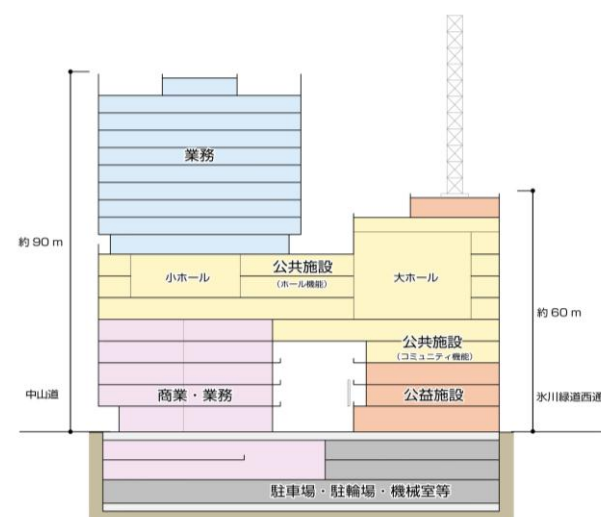 業務
約 90 m
小ホール
公共施設
(ホール機能)
大ホール
約 60 m
公共施設
(コミュニティ機能)
中山道
商業・業務
公益施設
氷川緑道西通
駐車場・駐輪場・機械室等